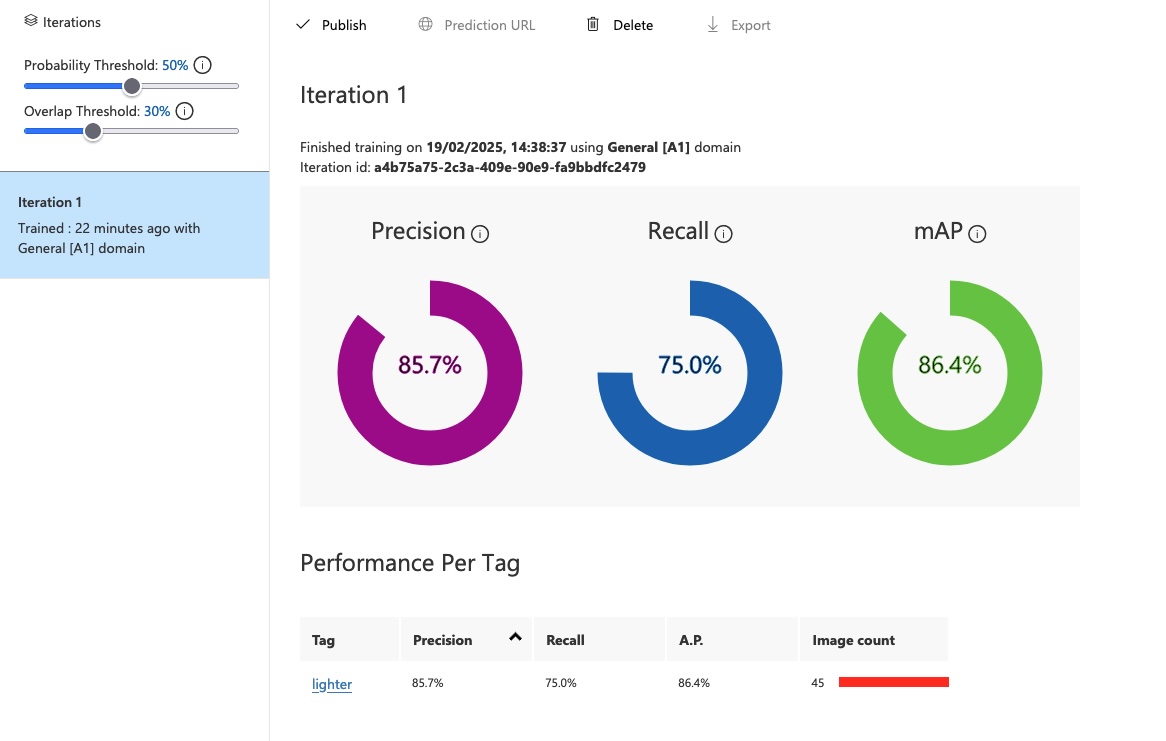 Iterations
Probability Threshold: 50%
Overlap Threshold: 30%
Iteration 1
Trained : 22 minutes ago with
General [A1] domain
Publish
Prediction URL
Delete
Export
Iteration 1
Finished training on 19/02/2025, 14:38:37 using General [A1] domain
Iteration id: a4b75a75-2c3a-409e-90e9-fa9bbdfc2479
Precision
Recall
mAP
85.7%
75.0%
86.4%
Performance Per Tag
Tag Precision Recall A.P. Image count
lighter 85.7% 75.0% 86.4% 45